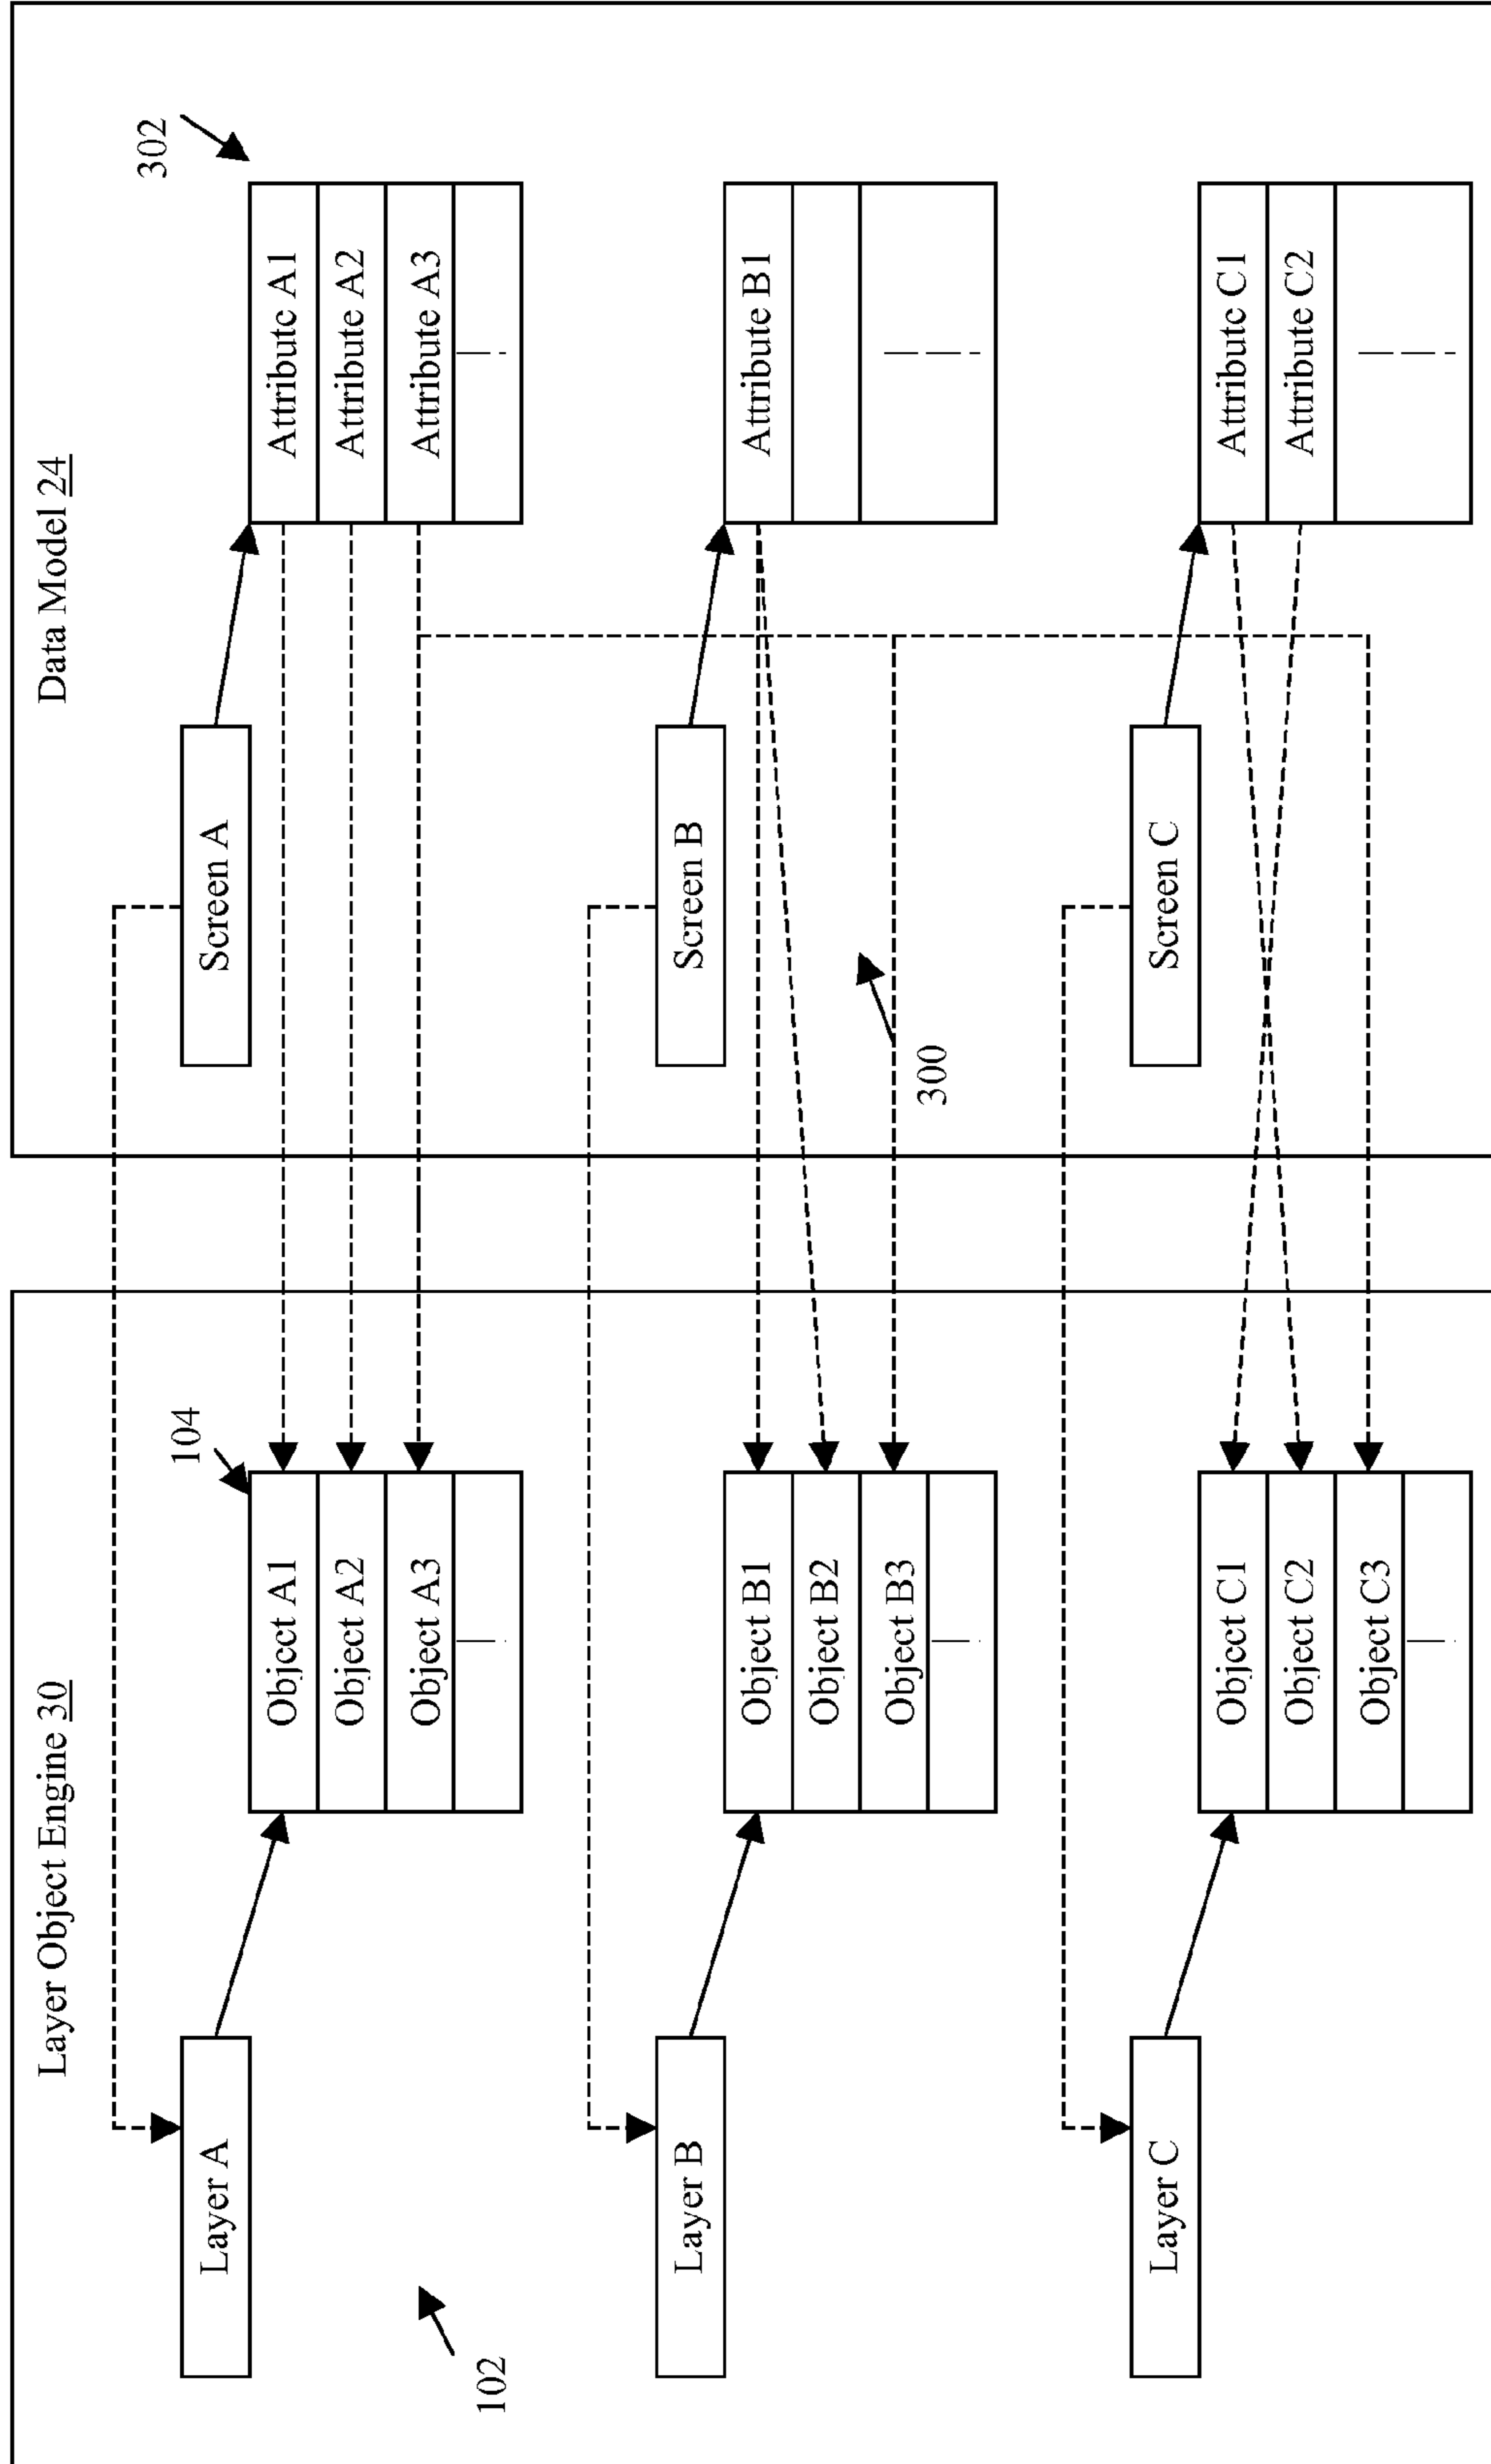 Layer Object Engine 30
Data Model 24
Layer A
104
Screen A
302
Object A1
Attribute A1
Object A2
Attribute A2
Object A3
Attribute A3
102
Layer B
Screen B
Object B1
Attribute B1
Object B2
Object B3
300
Layer C
Screen C
Object C1
Attribute C1
Object C2
Attribute C2
Object C3